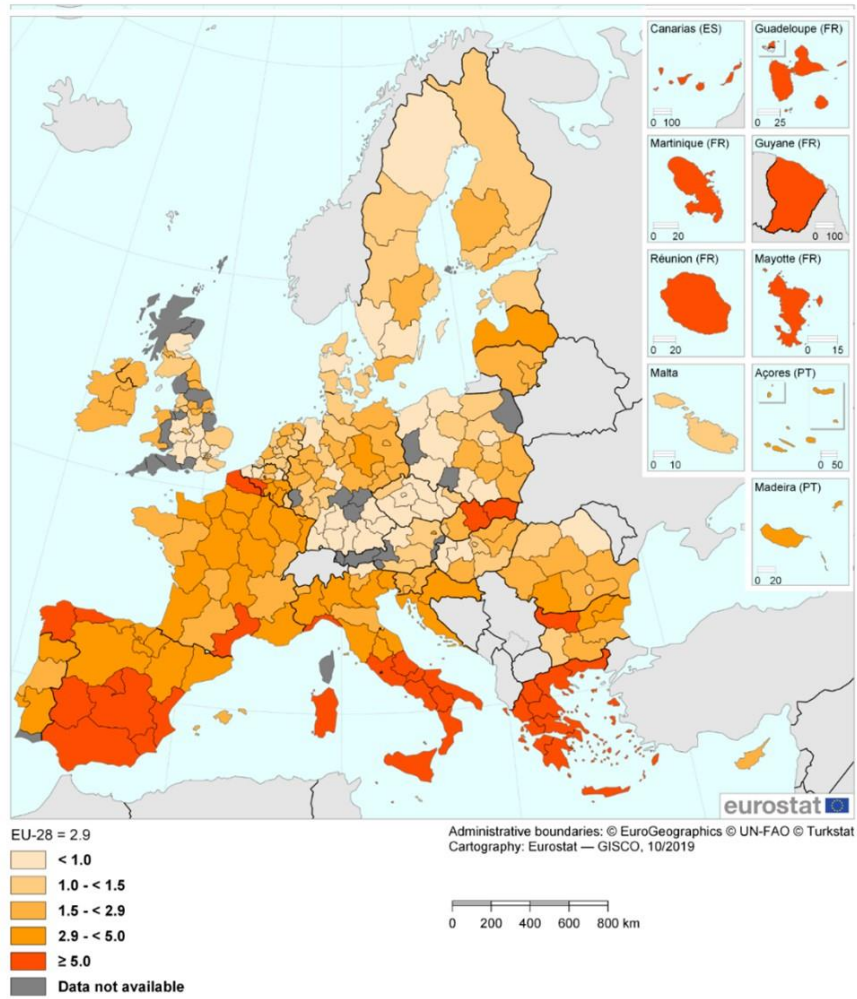 Canarias (ES)
0 100
Guadeloupe (FR)
0 25
Martinique (FR)
0 20
Guyane (FR)
0 100
Réunion (FR)
0 20
Mayotte (FR)
0 15
Malta
0 10
Açores (PT)
0 50
Madeira (PT)
0 20
eurostat
EU-28 = 2.9
< 1.0
1.0 - < 1.5
1.5 - < 2.9
2.9 - < 5.0
≥ 5.0
Data not available
Administrative boundaries: © EuroGeographics © UN-FAO © Turkstat
Cartography: Eurostat — GISCO, 10/2019
0 200 400 600 800 km